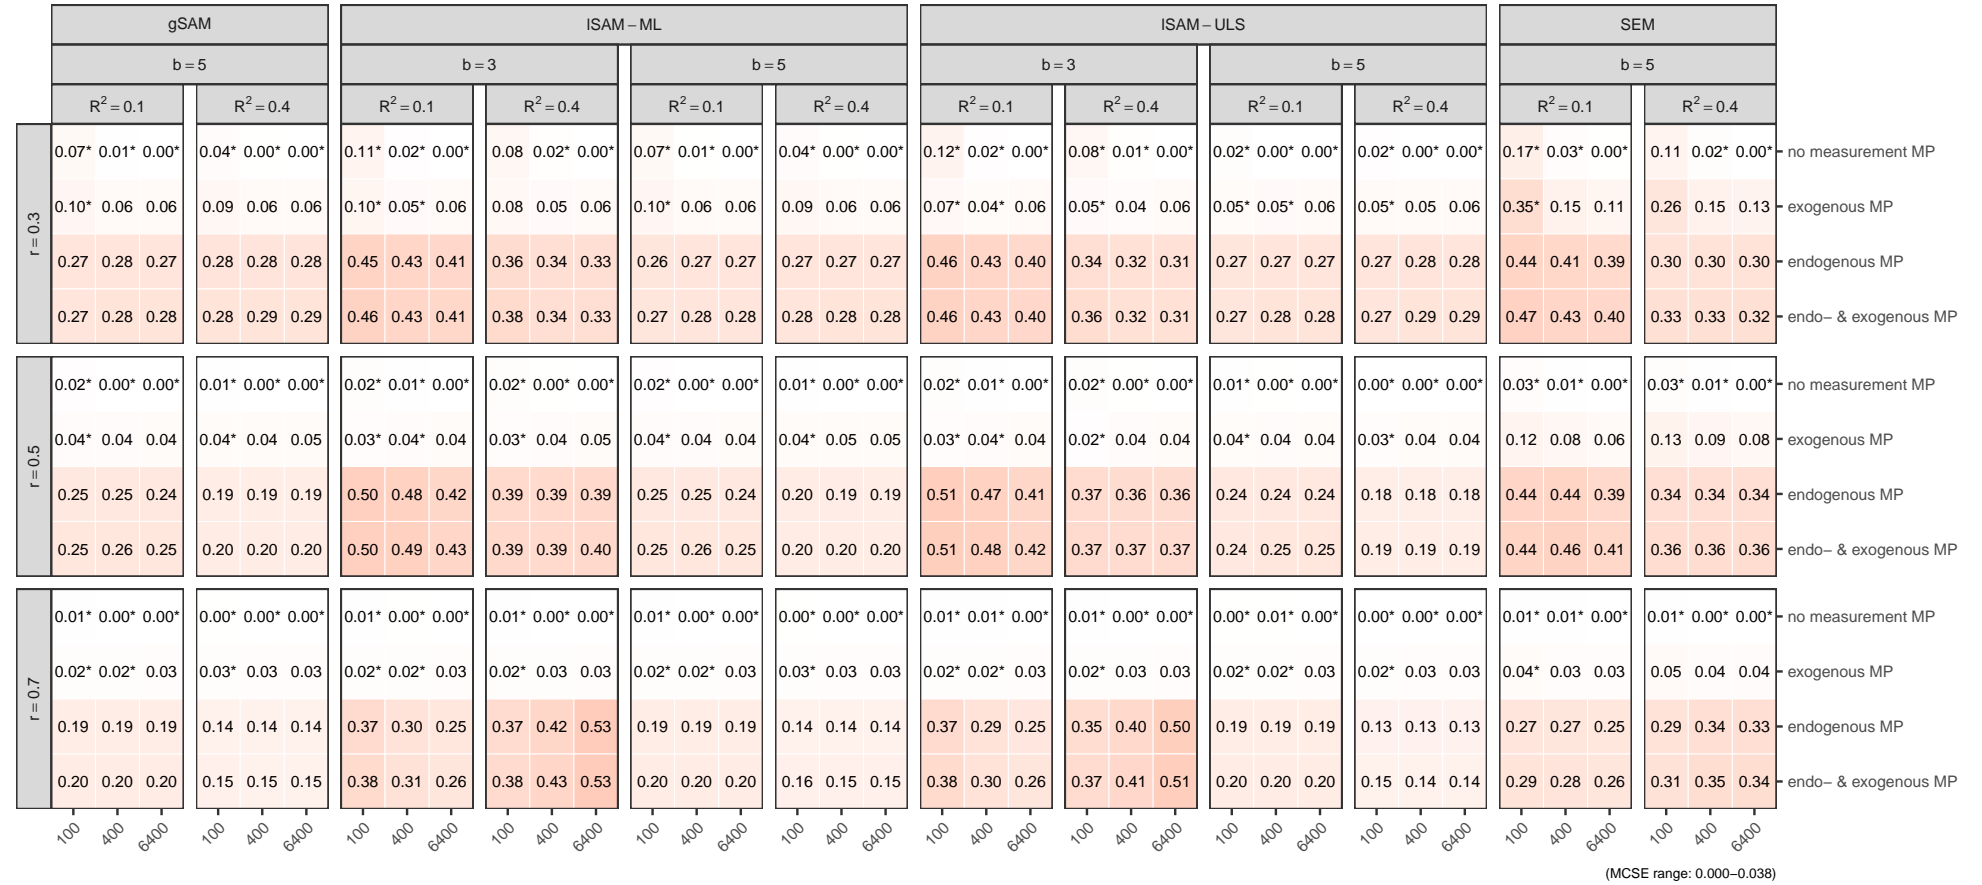 gSAM ISAM – ML ISAM – ULS SEM
b = 5 b = 3 b = 5 b = 3 b = 5 b = 5
R² = 0.1 R² = 0.4 R² = 0.1 R² = 0.4 R² = 0.1 R² = 0.4 R² = 0.1 R² = 0.4 R² = 0.1 R² = 0.4 R² = 0.1 R² = 0.4
r = 0.3
0.07* 0.01* 0.00* 0.04* 0.00* 0.00* 0.11* 0.02* 0.00* 0.08 0.02* 0.00* 0.07* 0.01* 0.00* 0.04* 0.00* 0.00* 0.12* 0.02* 0.00* 0.08* 0.01* 0.00* 0.02* 0.00* 0.00* 0.02* 0.00* 0.00* 0.17* 0.03* 0.00* 0.11 0.02* 0.00* no measurement MP
0.10* 0.06 0.06 0.09 0.06 0.06 0.10* 0.05* 0.06 0.08 0.05 0.06 0.10* 0.06 0.06 0.09 0.06 0.06 0.07* 0.04* 0.06 0.05* 0.04 0.06 0.05* 0.05* 0.06 0.05* 0.05 0.06 0.35* 0.15 0.11 0.26 0.15 0.13 exogenous MP
0.27 0.28 0.27 0.28 0.28 0.28 0.45 0.43 0.41 0.36 0.34 0.33 0.26 0.27 0.27 0.27 0.27 0.27 0.46 0.43 0.40 0.34 0.32 0.31 0.27 0.27 0.27 0.27 0.28 0.28 0.44 0.41 0.39 0.30 0.30 0.30 endogenous MP
0.27 0.28 0.28 0.28 0.29 0.29 0.46 0.43 0.41 0.38 0.34 0.33 0.27 0.28 0.28 0.28 0.28 0.28 0.46 0.43 0.40 0.36 0.32 0.31 0.27 0.28 0.28 0.27 0.29 0.29 0.47 0.43 0.40 0.33 0.33 0.32 endo− & exogenous MP
r = 0.5
0.02* 0.00* 0.00* 0.01* 0.00* 0.00* 0.02* 0.01* 0.00* 0.02* 0.00* 0.00* 0.02* 0.00* 0.00* 0.01* 0.00* 0.00* 0.02* 0.01* 0.00* 0.02* 0.00* 0.00* 0.01* 0.00* 0.00* 0.00* 0.00* 0.00* 0.03* 0.01* 0.00* 0.03* 0.01* 0.00* no measurement MP
0.04* 0.04 0.04 0.04* 0.04 0.05 0.03* 0.04* 0.04 0.03* 0.04 0.05 0.04* 0.04 0.04 0.04* 0.05 0.05 0.03* 0.04* 0.04 0.02* 0.04 0.04 0.04* 0.04 0.04 0.03* 0.04 0.04 0.12 0.08 0.06 0.13 0.09 0.08 exogenous MP
0.25 0.25 0.24 0.19 0.19 0.19 0.50 0.48 0.42 0.39 0.39 0.39 0.25 0.25 0.24 0.20 0.19 0.19 0.51 0.47 0.41 0.37 0.36 0.36 0.24 0.24 0.24 0.18 0.18 0.18 0.44 0.44 0.39 0.34 0.34 0.34 endogenous MP
0.25 0.26 0.25 0.20 0.20 0.20 0.50 0.49 0.43 0.39 0.39 0.40 0.25 0.26 0.25 0.20 0.20 0.20 0.51 0.48 0.42 0.37 0.37 0.37 0.24 0.25 0.25 0.19 0.19 0.19 0.44 0.46 0.41 0.36 0.36 0.36 endo− & exogenous MP
r = 0.7
0.01* 0.00* 0.00* 0.00* 0.00* 0.00* 0.01* 0.00* 0.00* 0.01* 0.00* 0.00* 0.01* 0.00* 0.00* 0.00* 0.00* 0.00* 0.01* 0.01* 0.00* 0.01* 0.00* 0.00* 0.00* 0.01* 0.00* 0.00* 0.00* 0.00* 0.01* 0.01* 0.00* 0.01* 0.00* 0.00* no measurement MP
0.02* 0.02* 0.03 0.03* 0.03 0.03 0.02* 0.02* 0.03 0.02* 0.03 0.03 0.02* 0.02* 0.03 0.03* 0.03 0.03 0.02* 0.02* 0.03 0.02* 0.03 0.03 0.02* 0.02* 0.03 0.02* 0.03 0.03 0.04* 0.03 0.03 0.05 0.04 0.04 exogenous MP
0.19 0.19 0.19 0.14 0.14 0.14 0.37 0.30 0.25 0.37 0.42 0.53 0.19 0.19 0.19 0.14 0.14 0.14 0.37 0.29 0.25 0.35 0.40 0.50 0.19 0.19 0.19 0.13 0.13 0.13 0.27 0.27 0.25 0.29 0.34 0.33 endogenous MP
0.20 0.20 0.20 0.15 0.15 0.15 0.38 0.31 0.26 0.38 0.43 0.53 0.20 0.20 0.20 0.16 0.15 0.15 0.38 0.30 0.26 0.37 0.41 0.51 0.20 0.20 0.20 0.15 0.14 0.14 0.29 0.28 0.26 0.31 0.35 0.34 endo− & exogenous MP
100 400 6400 100 400 6400 100 400 6400 100 400 6400 100 400 6400 100 400 6400 100 400 6400 100 400 6400 100 400 6400 100 400 6400 100 400 6400 100 400 6400
(MCSE range: 0.000−0.038)